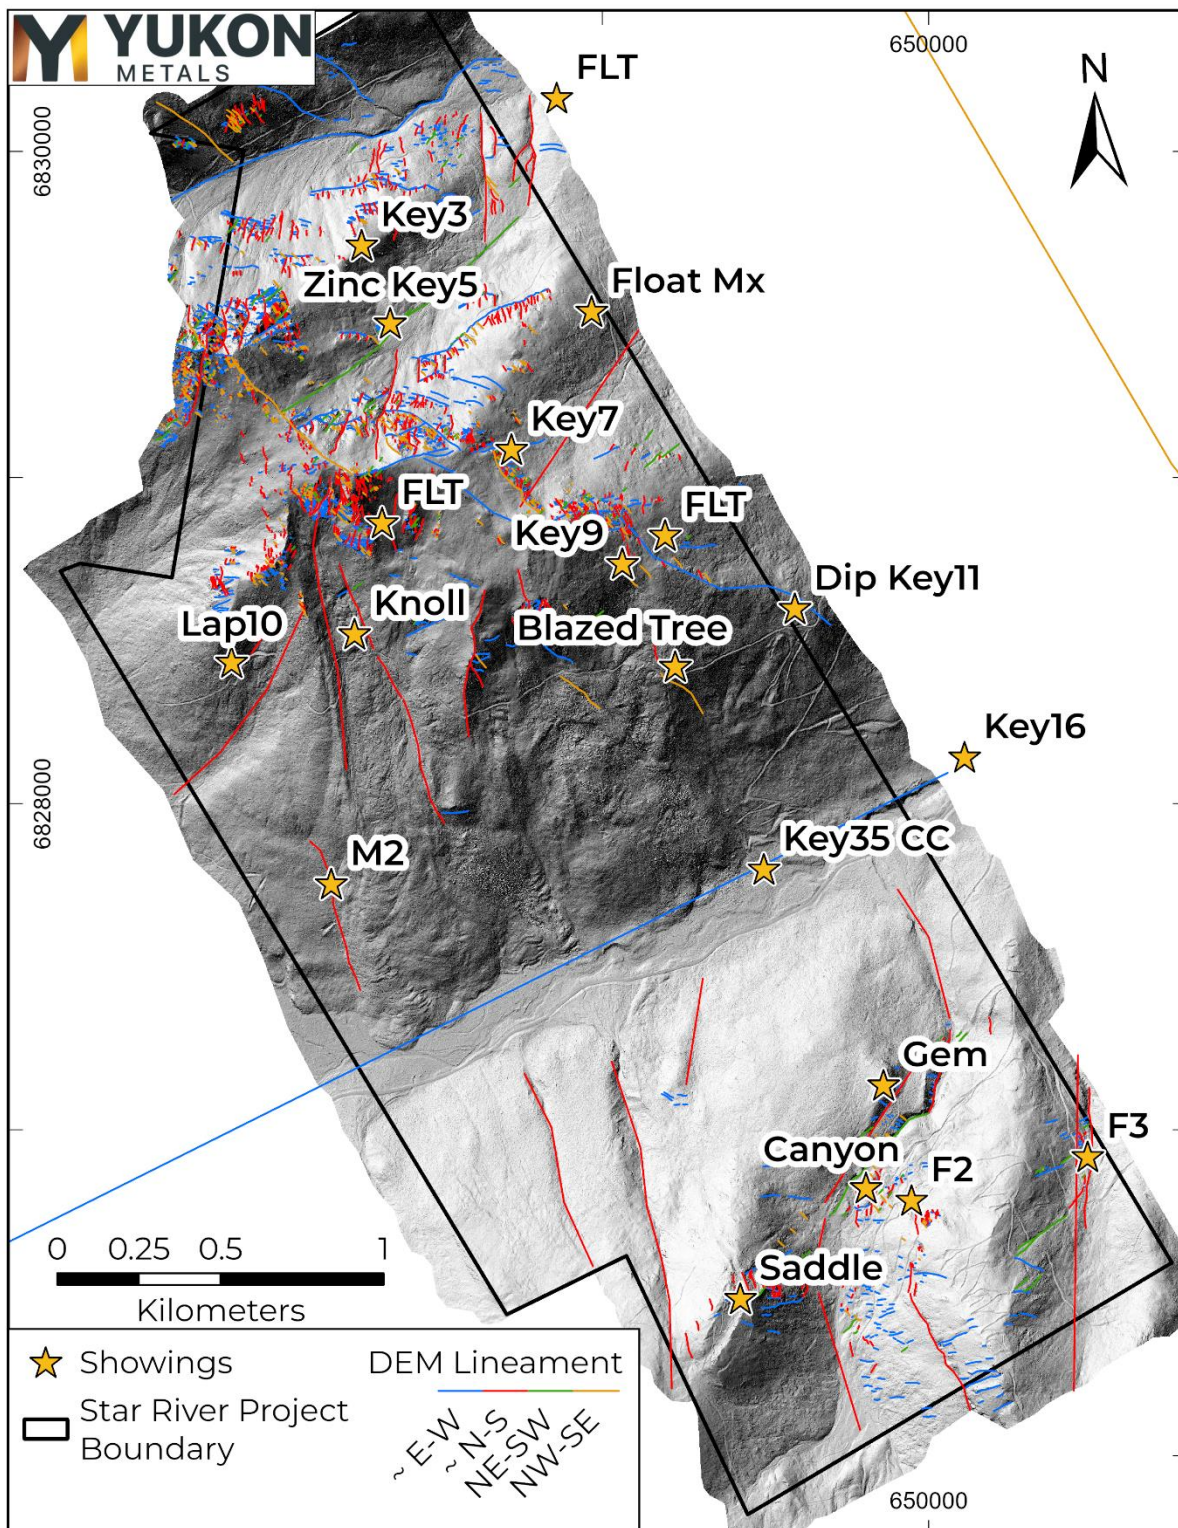 YUKON
METALS
650000
FLT
N
6830000
Key3
Zinc Key5
Float Mx
Key7
FLT
FLT
Key9
Dip Key11
Knoll
Lap10
Blazed Tree
Key16
6828000
Key35 CC
M2
Gem
F3
Canyon
F2
Saddle
0 0.25 0.5 1
Kilometers
Showings
Star River Project
Boundary
DEM Lineament
~ E-W
~ N-S
NE-SW
NW-SE
650000